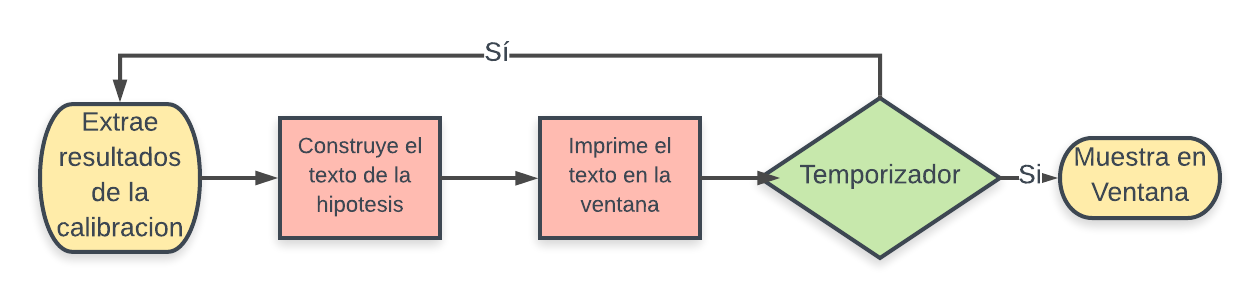 Sí
Extrae
resultados
de la
calibracion
Construye el
texto de la
hipotesis
Imprime el
texto en la
ventana
Temporizador
Si
Muestra en
Ventana